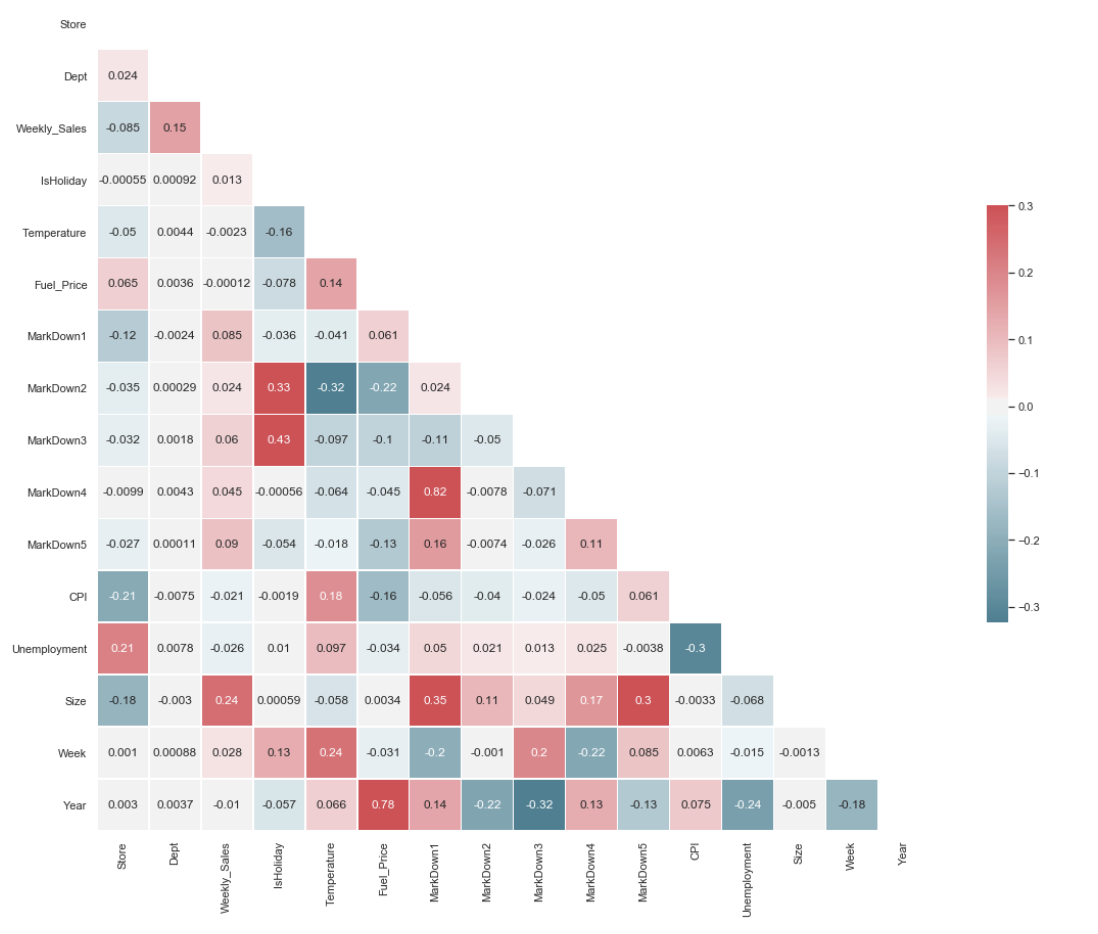 Store
Dept 0.024
Weekly_Sales -0.085 0.15
IsHoliday -0.00055 0.00092 0.013
Temperature -0.05 0.0044 -0.0023 -0.16
Fuel_Price 0.065 0.0036 -0.00012 -0.078 0.14
MarkDown1 -0.12 -0.0024 0.085 -0.036 -0.041 0.061
MarkDown2 -0.035 0.00029 0.024 0.33 -0.32 -0.22 0.024
MarkDown3 -0.032 0.0018 0.06 0.43 -0.097 -0.1 -0.11 -0.05
MarkDown4 -0.0099 0.0043 0.045 -0.00056 -0.064 -0.045 0.82 -0.0078 -0.071
MarkDown5 -0.027 0.00011 0.09 -0.054 -0.018 -0.13 0.16 -0.0074 -0.026 0.11
CPI -0.21 -0.0075 -0.021 -0.0019 0.18 -0.16 -0.056 -0.04 -0.024 -0.05 0.061
Unemployment 0.21 0.0078 -0.026 0.01 0.097 -0.034 0.05 0.021 0.013 0.025 -0.0038 -0.3
Size -0.18 -0.003 0.24 0.00059 -0.058 0.0034 0.35 0.11 0.049 0.17 0.3 -0.0033 -0.068
Week 0.001 0.00088 0.028 0.13 0.24 -0.031 -0.2 -0.001 0.2 -0.22 0.085 0.0063 -0.015 -0.0013
Year 0.003 0.0037 -0.01 -0.057 0.066 0.78 0.14 -0.22 -0.32 0.13 -0.13 0.075 -0.24 -0.005 -0.18
Store Dept Weekly_Sales IsHoliday Temperature Fuel_Price MarkDown1 MarkDown2 MarkDown3 MarkDown4 MarkDown5 CPI Unemployment Size Week Year
0.3
0.2
0.1
0.0
−0.1
−0.2
−0.3